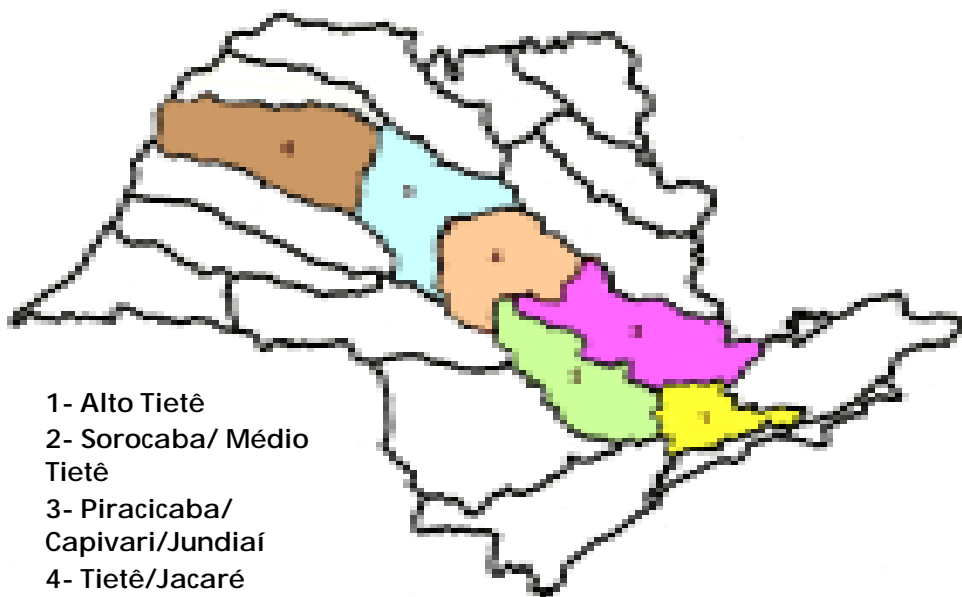 1- Alto Tietê
2- Sorocaba/ Médio
Tietê
3- Piracicaba/
Capivari/Jundiaí
4- Tietê/Jacaré